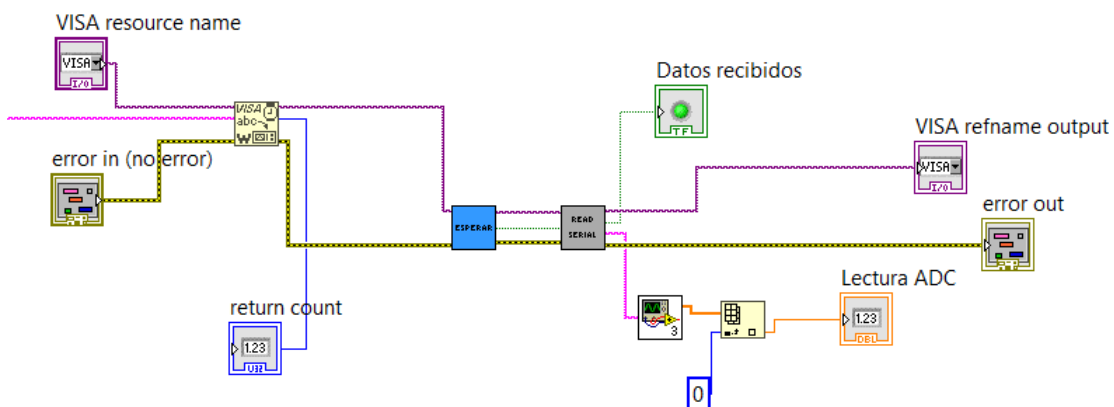 VISA resource name
VISA
I/O
Datos recibidos
TF
VISA
abc
W
VISA refname output
VISA
I/O
error in (no error)
error out
ESPERAR
READ
SERIAL
Lectura ADC
return count
1.23
U32
3
1.23
DBL
0